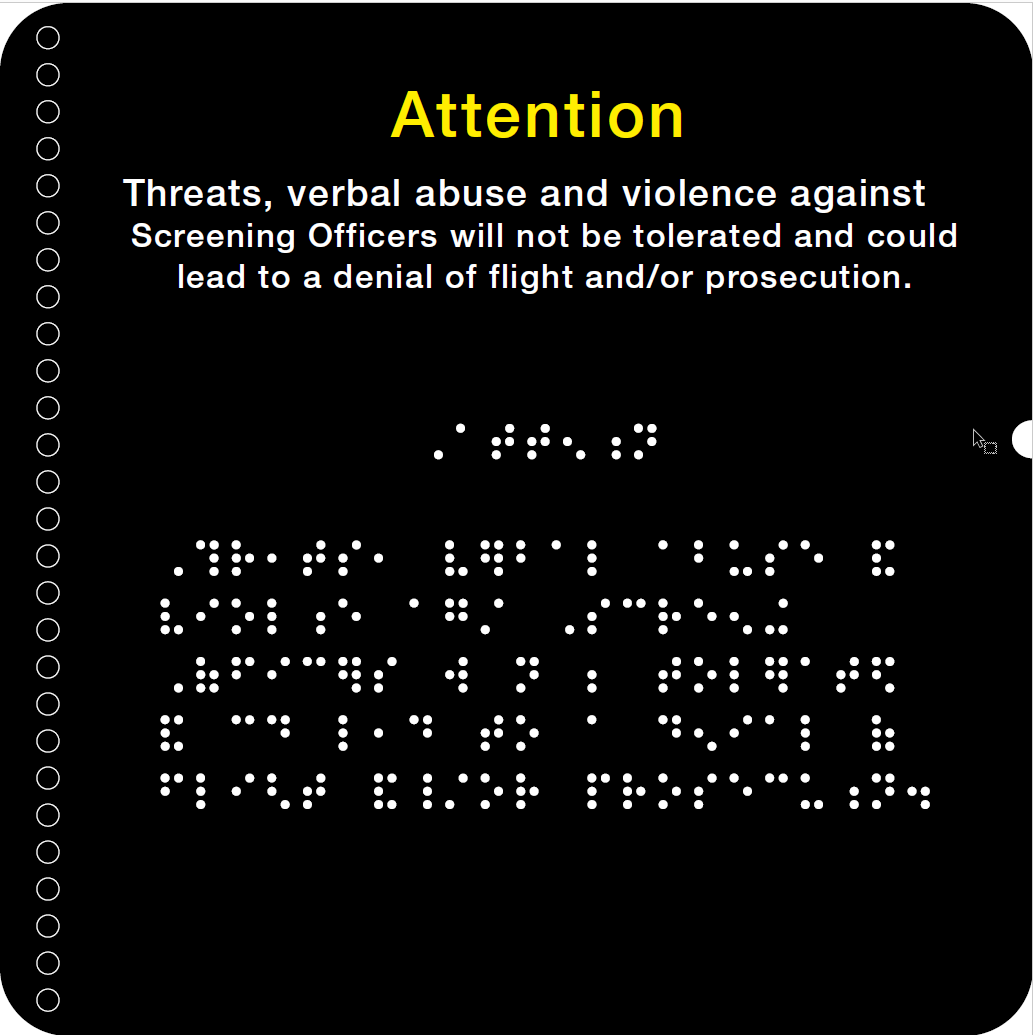 Attention
Threats, verbal abuse and violence against
Screening Officers will not be tolerated and could
lead to a denial of flight and/or prosecution.
⠠⠁⠞⠞⠢⠰⠝
⠠⠹⠗⠂⠞⠎⠂ ⠧⠻⠃⠁⠇ ⠁⠃⠥⠎⠑ ⠯
⠧⠊⠕⠇⠰⠑ ⠁⠛⠌ ⠠⠎⠉⠗⠑⠢⠬
⠠⠷⠋⠊⠉⠻⠎ ⠺ ⠝ ⠆ ⠞⠕⠇⠻⠁⠞⠫
⠯ ⠉⠙ ⠇⠂⠙ ⠞⠕ ⠁ ⠙⠢⠊⠁⠇ ⠷
⠋⠇⠊⠣⠞ ⠯⠸⠌⠕⠗ ⠏⠗⠕⠎⠑⠉⠥⠰⠝⠲